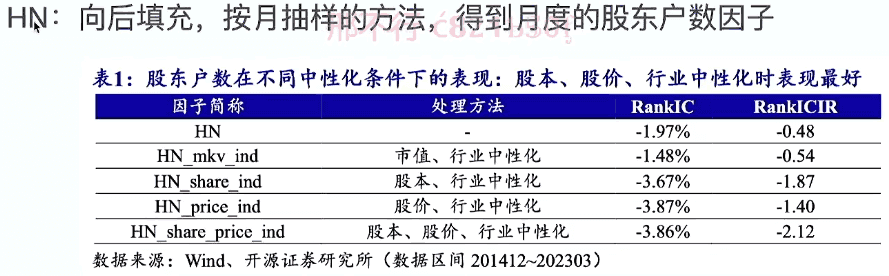 HN：向后填充，按月抽样的方法，得到月度的股东户数因子
表1：股东户数在不同中性化条件下的表现：股本、股价、行业中性化时表现最好
因子简称 处理方法 RankIC RankICIR
HN - -1.97% -0.48
HN_mkv_ind 市值、行业中性化 -1.48% -0.54
HN_share_ind 股本、行业中性化 -3.67% -1.87
HN_price_ind 股价、行业中性化 -3.87% -1.40
HN_share_price_ind 股本、股价、行业中性化 -3.86% -2.12
数据来源：Wind、开源证券研究所（数据区间 201412~202303）